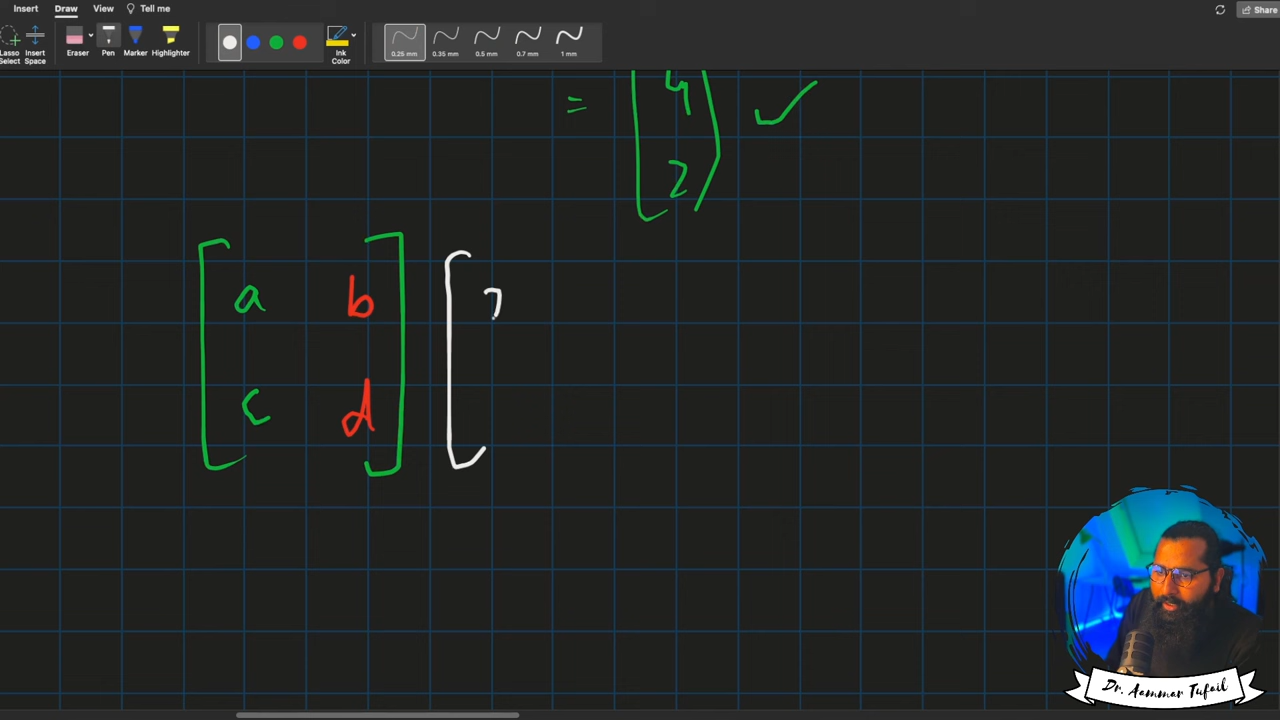 Insert Draw View Tell me
Share
Lasso Select
Insert Space
Eraser
Pen
Marker
Highlighter
Ink Color
0.25 mm 0.35 mm 0.5 mm 0.7 mm 1 mm
= 4
2
a b
c d
Dr. Aammar Tufail